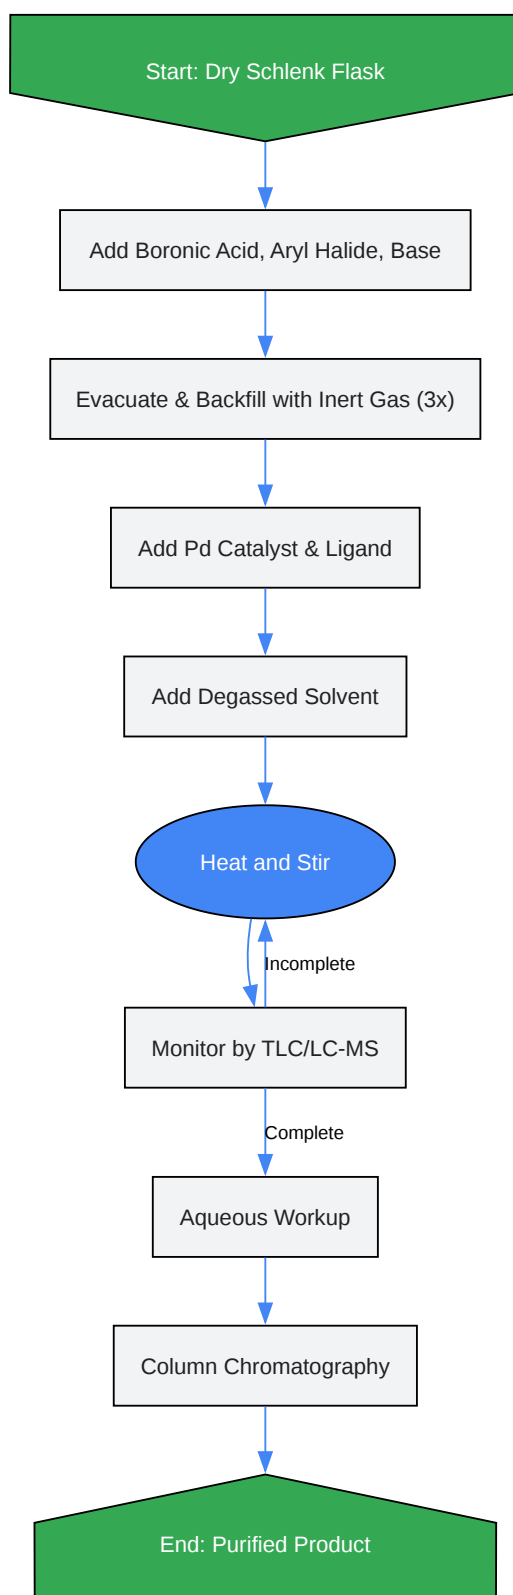 Start: Dry Schlenk Flask
Add Boronic Acid, Aryl Halide, Base
Evacuate & Backfill with Inert Gas (3x)
Add Pd Catalyst & Ligand
Add Degassed Solvent
Heat and Stir
Incomplete
Monitor by TLC/LC-MS
Complete
Aqueous Workup
Column Chromatography
End: Purified Product